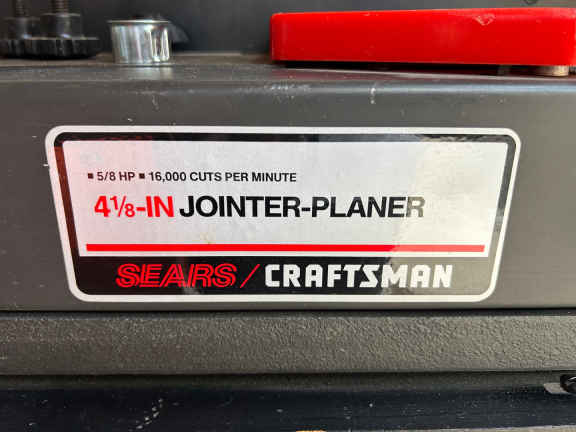 ▪ 5/8 HP ▪ 16,000 CUTS PER MINUTE
4⅛-IN JOINTER-PLANER
SEARS / CRAFTSMAN